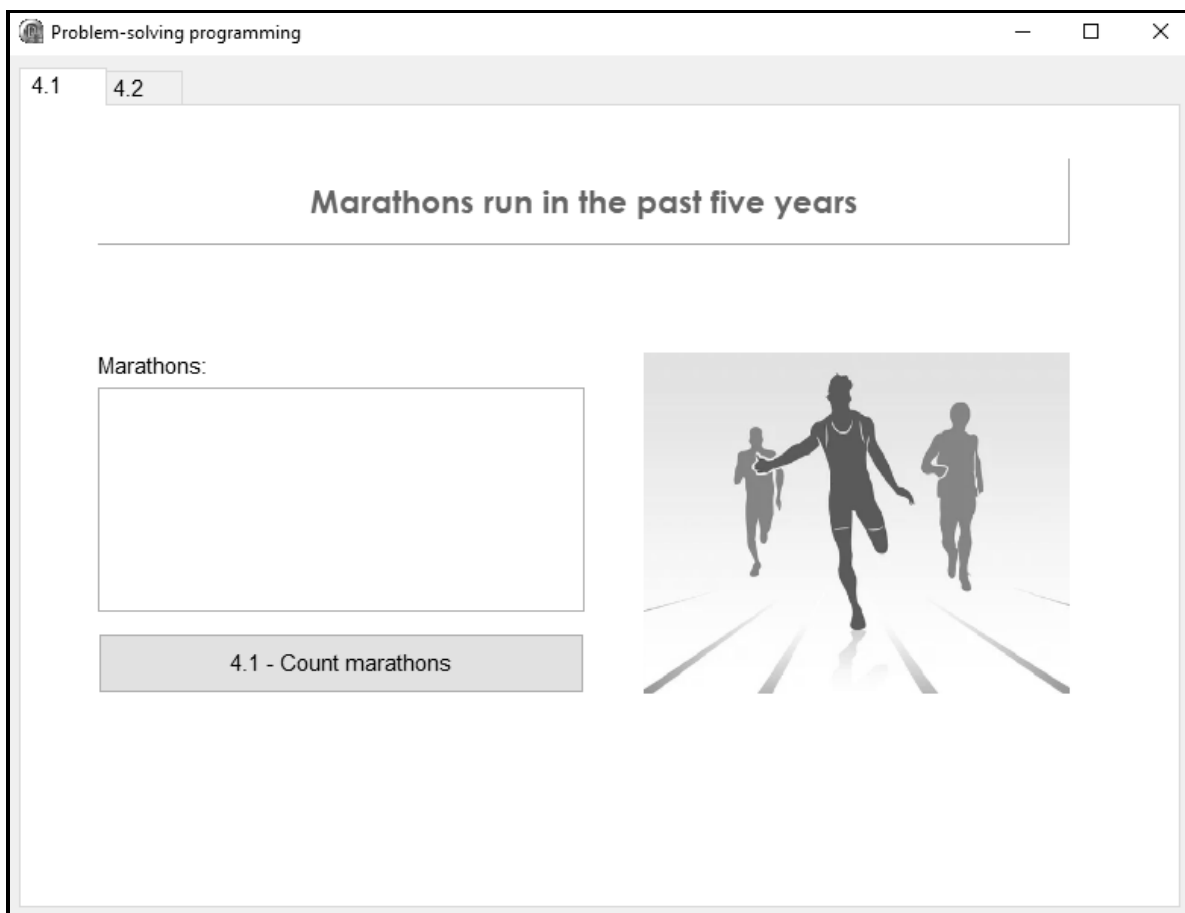 Problem-solving programming
4.1
4.2
Marathons run in the past five years
Marathons:
4.1 - Count marathons